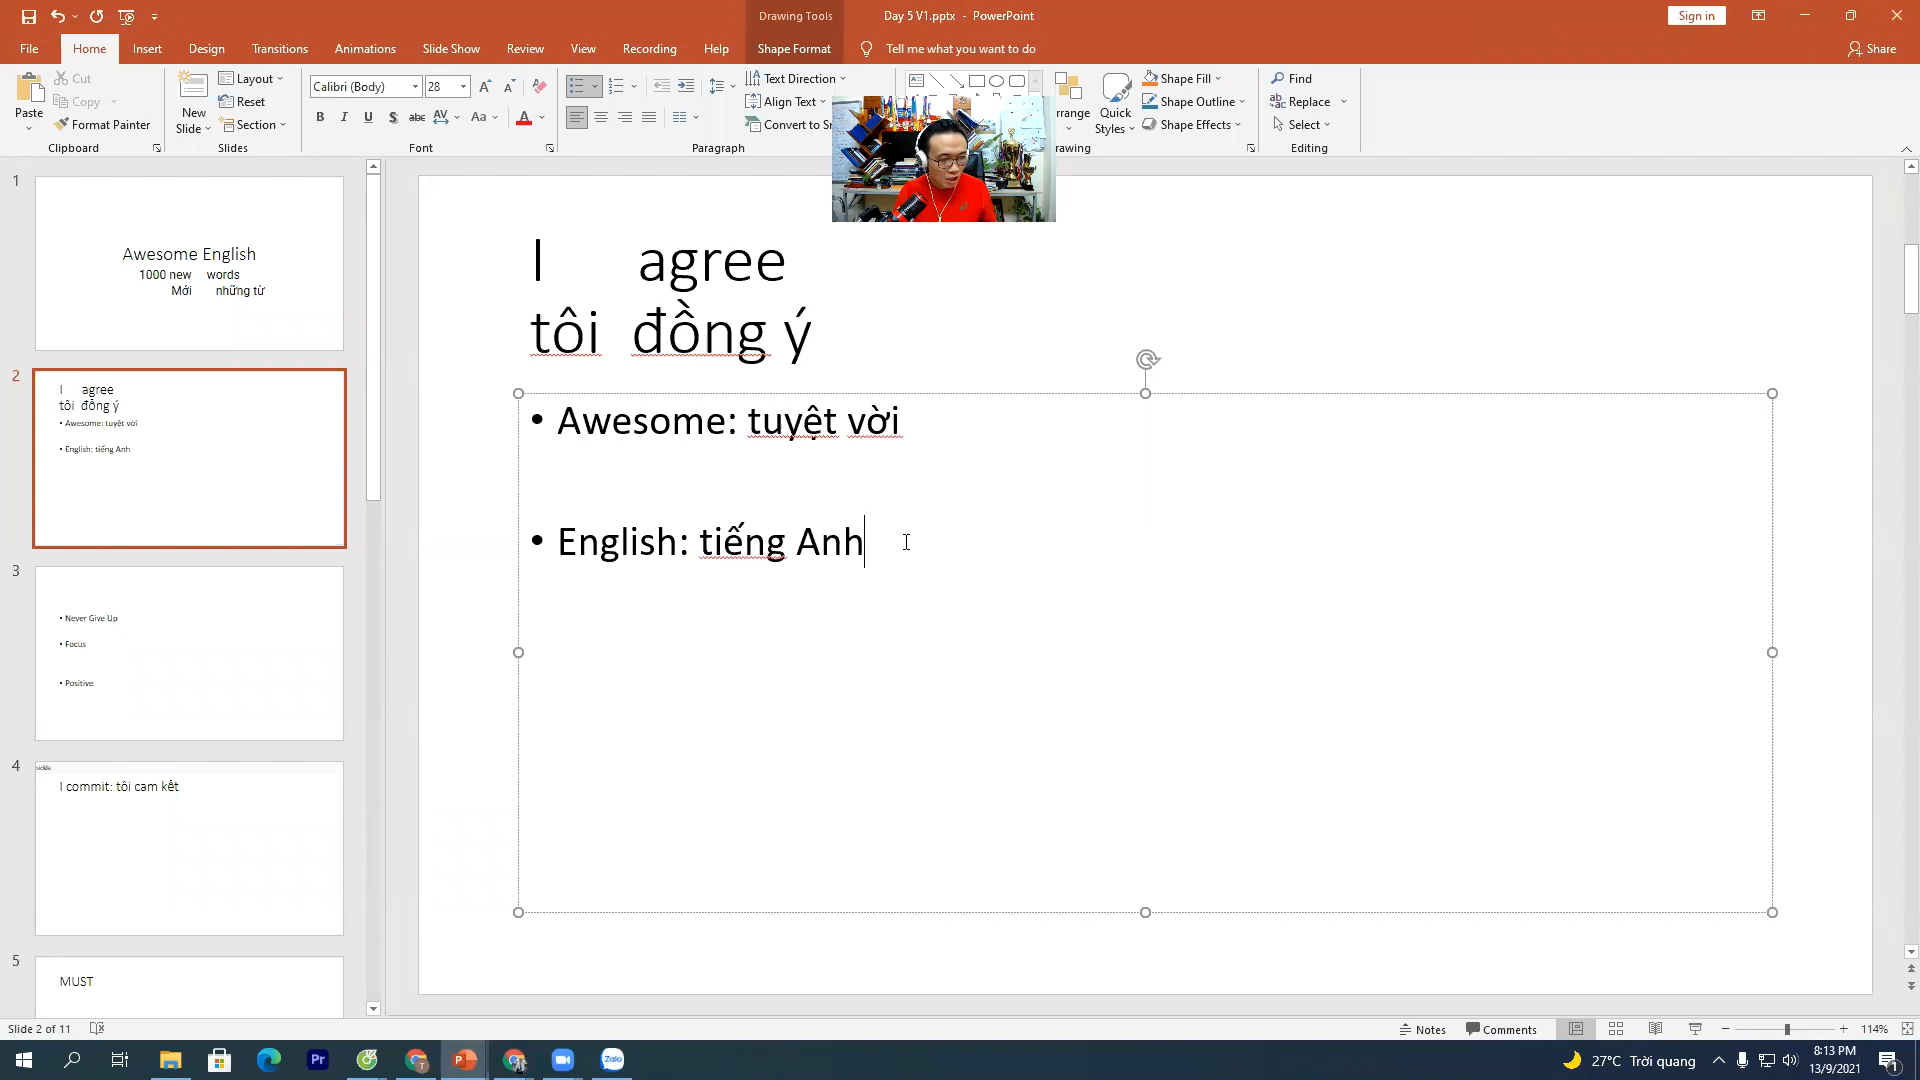 Drawing Tools
Day 5 V1.pptx - PowerPoint
Sign in
File
Home
Insert
Design
Transitions
Animations
Slide Show
Review
View
Recording
Help
Shape Format
Tell me what you want to do
Share
Paste
Cut
Copy
Format Painter
Clipboard
New
Slide
Layout
Reset
Section
Slides
Calibri (Body)
28
B I U S abc AV Aa A
Font
Text Direction
Align Text
Convert to Sm
Paragraph
rrange
Quick
Styles
rawing
Shape Fill
Shape Outline
Shape Effects
Find
Replace
Select
Editing
1
Awesome English
1000 new words
Mới những từ
2
I agree
tôi đồng ý
• Awesome: tuyệt vời
• English: tiếng Anh
3
• Never Give Up
• Focus
• Positive
4
I commit: tôi cam kết
5
MUST
I agree
tôi đồng ý
• Awesome: tuyệt vời
• English: tiếng Anh
Slide 2 of 11
Notes
Comments
114%
Pr
Zalo
27°C Trời quang
8:13 PM
13/9/2021
1